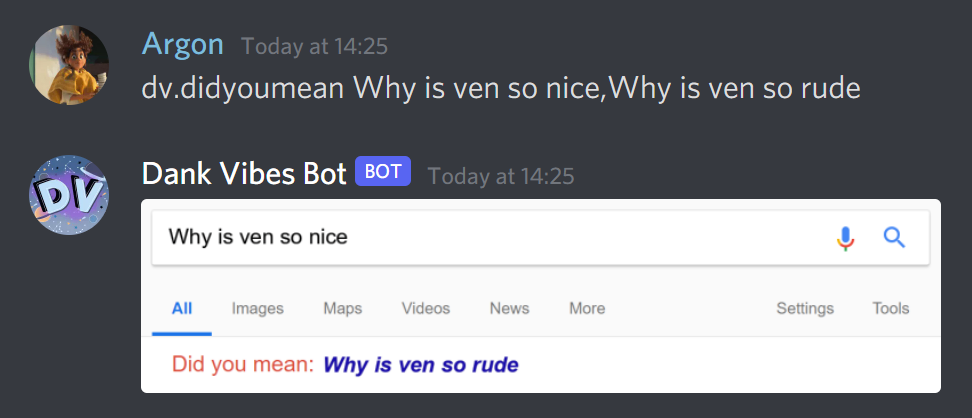 Argon Today at 14:25
dv.didyoumean Why is ven so nice,Why is ven so rude
DV
Dank Vibes Bot BOT Today at 14:25
Why is ven so nice
All Images Maps Videos News More Settings Tools
Did you mean: Why is ven so rude